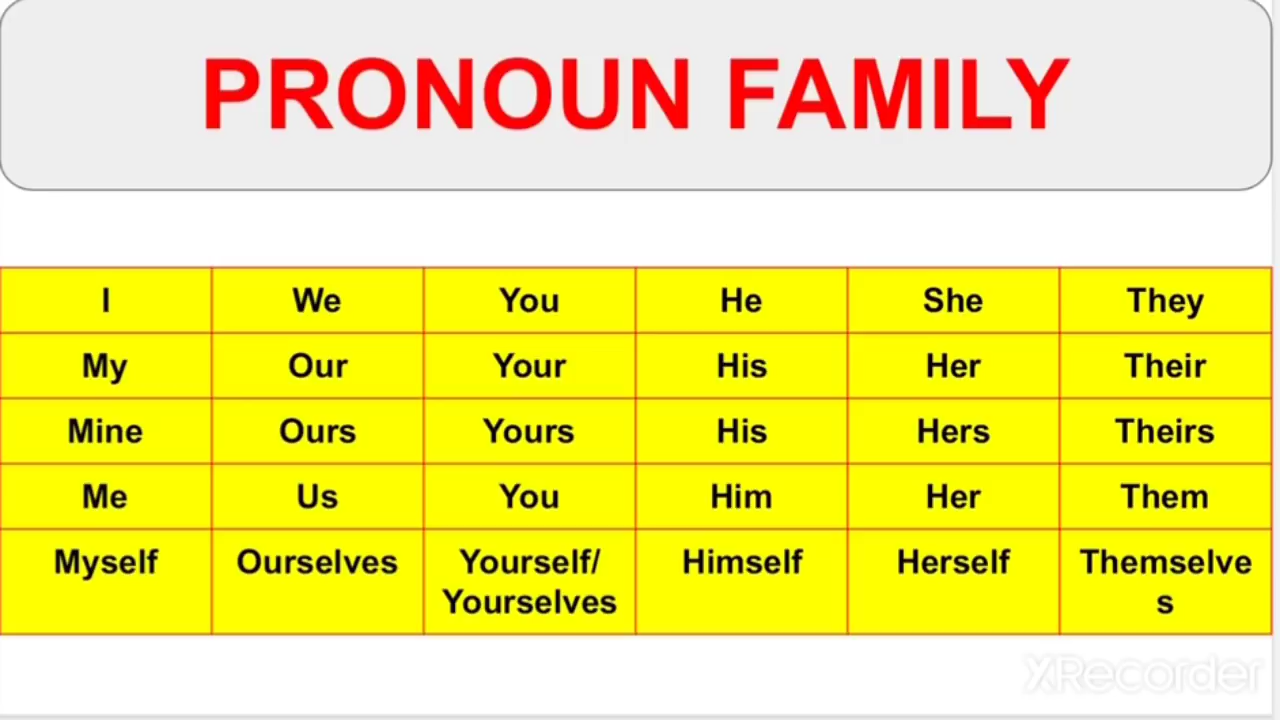 PRONOUN FAMILY
I We You He She They
My Our Your His Her Their
Mine Ours Yours His Hers Theirs
Me Us You Him Her Them
Myself Ourselves Yourself/ Himself Herself Themselve
Yourselves s
XRecorder